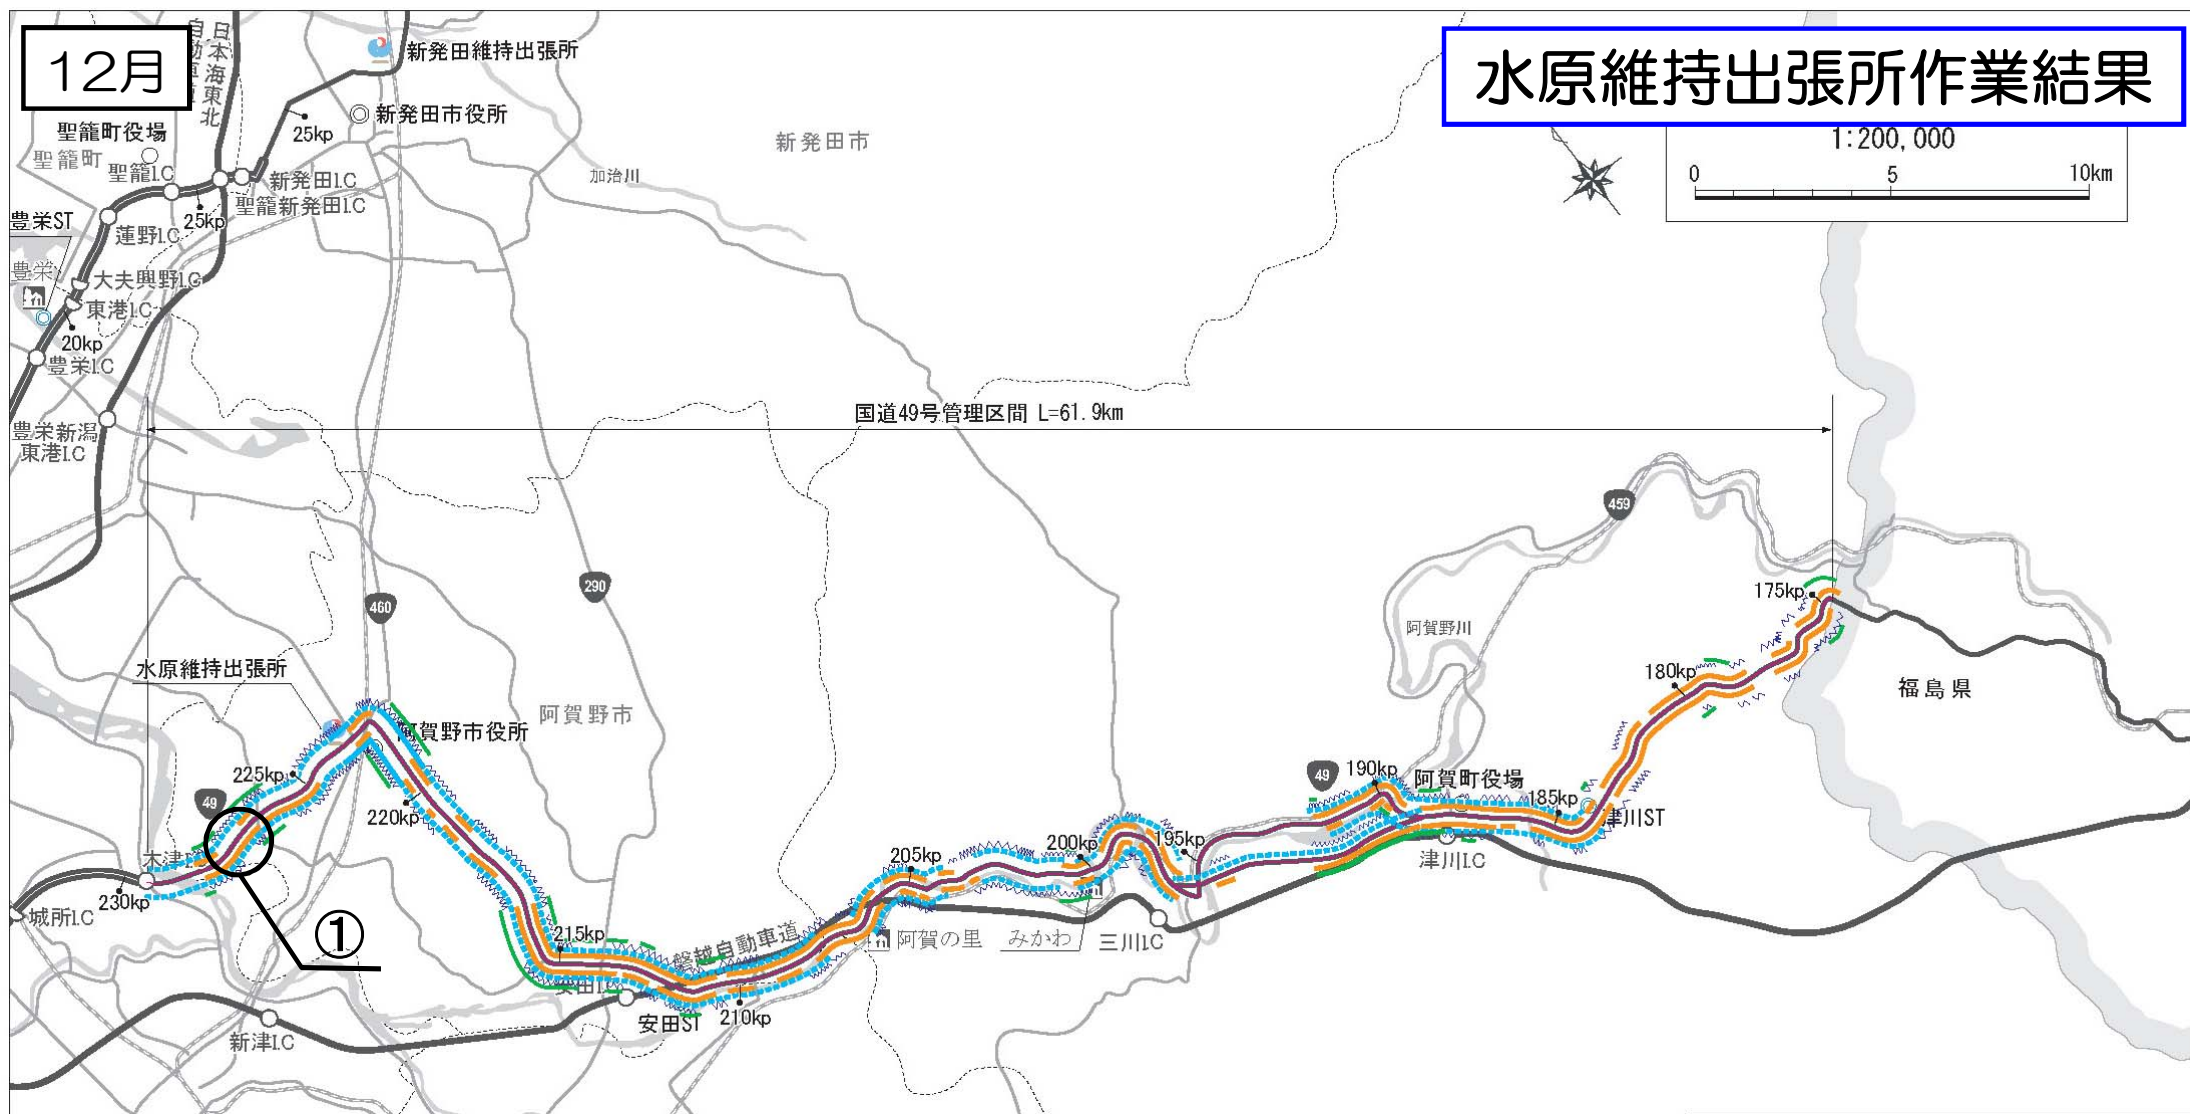 12月
水原維持出張所作業結果
1:200,000
0 5 10km
日本海東北
自動車道
新発田維持出張所
新発田市役所
25kp
聖籠町役場
聖籠町
聖籠I.C
新発田I.C
聖籠新発田I.C
25kp
新発田市
加治川
豊栄ST
蓮野I.C
豊栄
大夫興野I.C
東港I.C
20kp
豊栄I.C
豊栄新潟
東港I.C
国道49号管理区間 L=61.9km
459
290
460
175kp
阿賀野川
180kp
福島県
水原維持出張所
阿賀野市
阿賀野市役所
225kp
49
220kp
49
190kp
阿賀町役場
185kp
津川ST
木津
230kp
城所I.C
①
205kp
200kp
195kp
津川I.C
215kp
磐越自動車道
阿賀の里
みかわ
三川I.C
安田I.C
安田ST
210kp
新津I.C